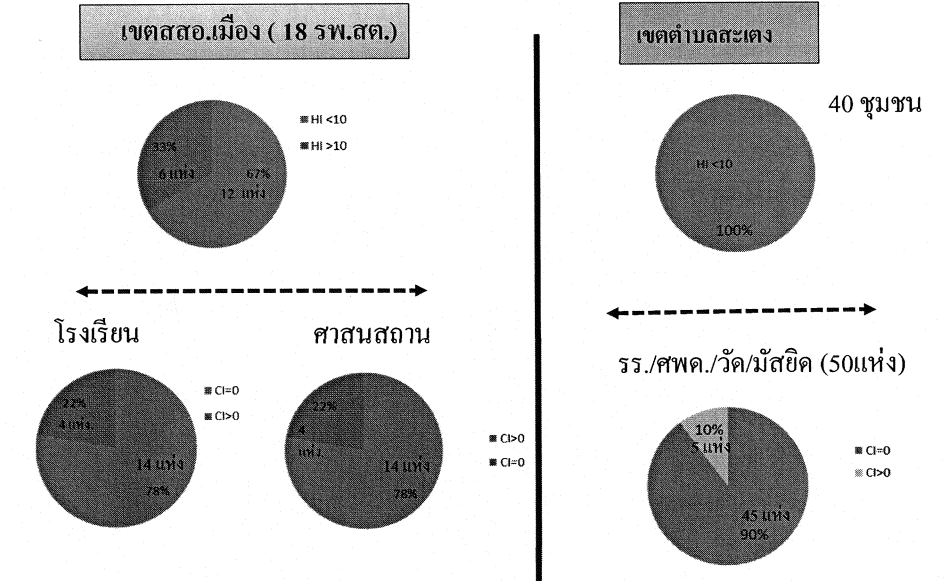 เขตสสอ.เมือง ( 18 รพ.สต.)
HI <10
HI >10
33%
6 แห่ง
67%
12 แห่ง
โรงเรียน
ศาสนสถาน
CI=0
CI>0
22%
4 แห่ง
14 แห่ง
78%
22%
4
แห่ง
14 แห่ง
78%
CI>0
CI=0
เขตตำบลสะเตง
40 ชุมชน
HI <10
100%
รร./ศพด./วัด/มัสยิด (50แห่ง)
10%
5 แห่ง
CI=0
CI>0
45 แห่ง
90%